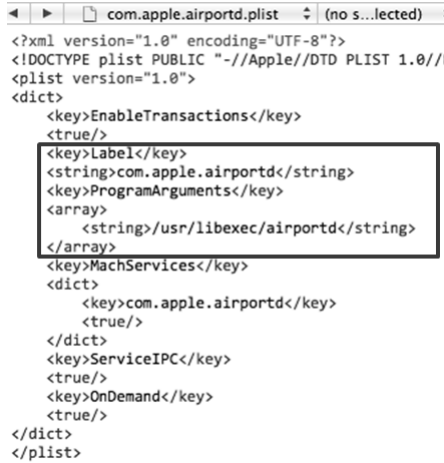 com.apple.airportd.plist (no s...lected)
<?xml version="1.0" encoding="UTF-8"?>
<!DOCTYPE plist PUBLIC "-//Apple//DTD PLIST 1.0//
<plist version="1.0">
<dict>
<key>EnableTransactions</key>
<true/>
<key>Label</key>
<string>com.apple.airportd</string>
<key>ProgramArguments</key>
<array>
<string>/usr/libexec/airportd</string>
</array>
<key>MachServices</key>
<dict>
<key>com.apple.airportd</key>
<true/>
</dict>
<key>ServiceIPC</key>
<true/>
<key>OnDemand</key>
<true/>
</dict>
</plist>